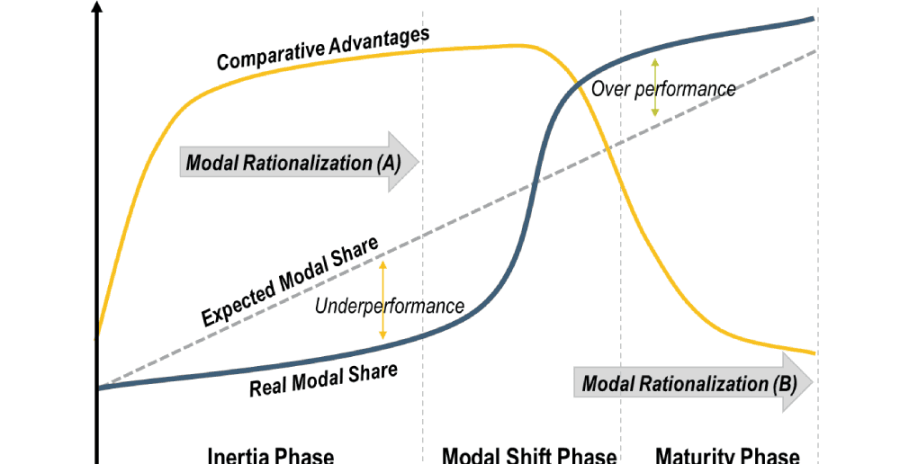 Comparative Advantages
Over performance
Modal Rationalization (A)
Expected Modal Share
Underperformance
Real Modal Share
Modal Rationalization (B)
Inertia Phase
Modal Shift Phase
Maturity Phase